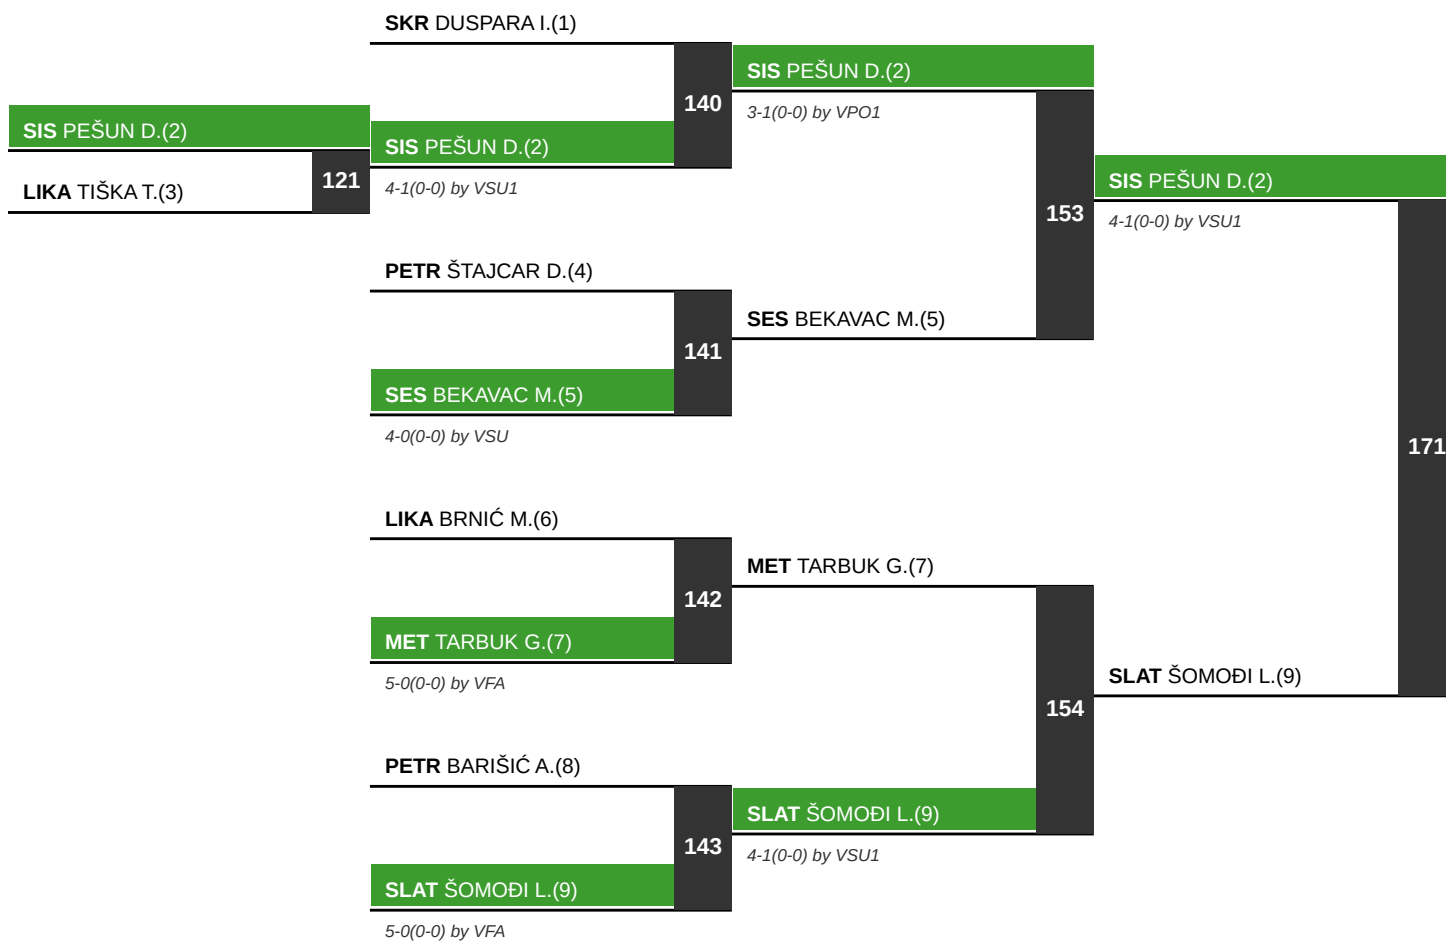 SKR DUSPARA I.(1)
SIS PEŠUN D.(2)
140
3-1(0-0) by VPO1
SIS PEŠUN D.(2)
SIS PEŠUN D.(2)
LIKA TIŠKA T.(3)
121
4-1(0-0) by VSU1
SIS PEŠUN D.(2)
153
4-1(0-0) by VSU1
PETR ŠTAJCAR D.(4)
SES BEKAVAC M.(5)
141
SES BEKAVAC M.(5)
4-0(0-0) by VSU
171
LIKA BRNIĆ M.(6)
MET TARBUK G.(7)
142
MET TARBUK G.(7)
5-0(0-0) by VFA
SLAT ŠOMOĐI L.(9)
154
PETR BARIŠIĆ A.(8)
SLAT ŠOMOĐI L.(9)
143
4-1(0-0) by VSU1
SLAT ŠOMOĐI L.(9)
5-0(0-0) by VFA